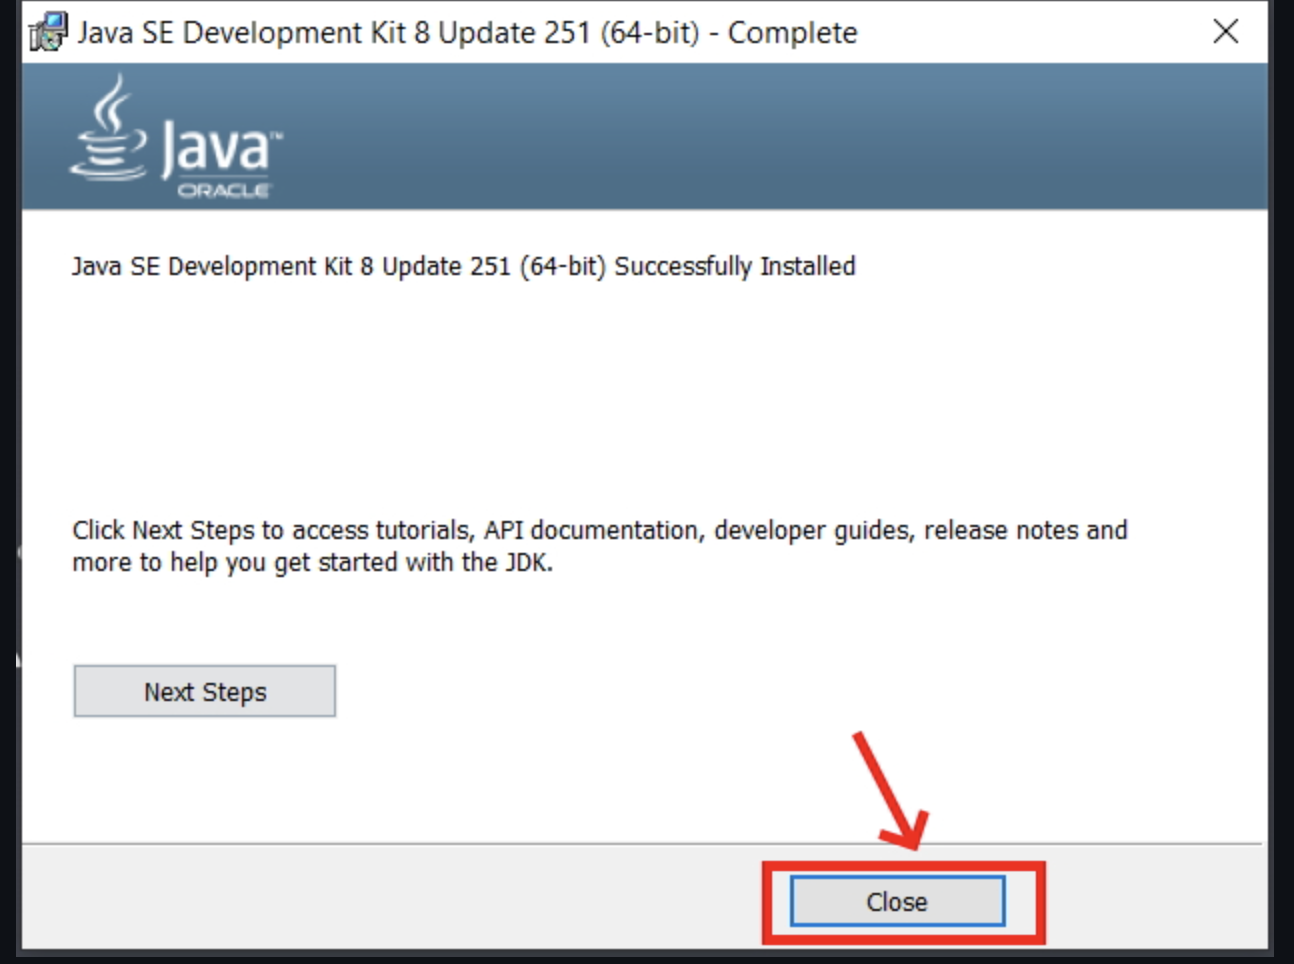 Java SE Development Kit 8 Update 251 (64-bit) - Complete
Java™
ORACLE
Java SE Development Kit 8 Update 251 (64-bit) Successfully Installed
Click Next Steps to access tutorials, API documentation, developer guides, release notes and
more to help you get started with the JDK.
Next Steps
Close